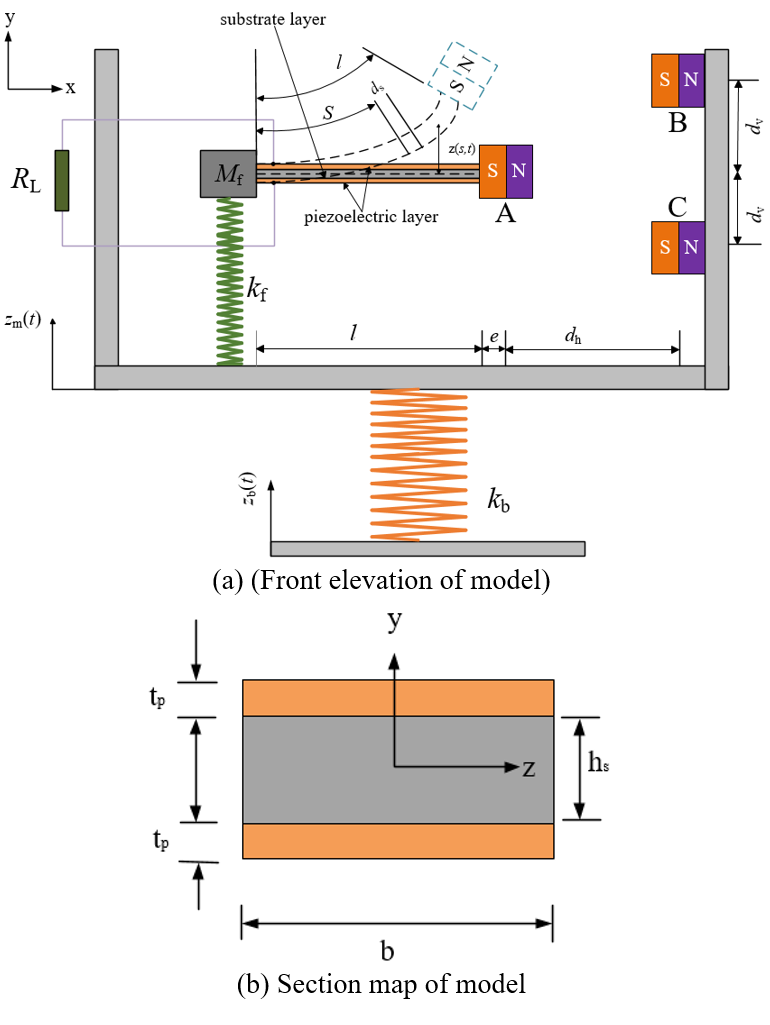 y
x
substrate layer
l
S
d_s
S N
z(s,t)
R_L
M_f
S N
A
piezoelectric layer
S N
B
d_v
C
d_v
S N
k_f
z_m(t)
l
e
d_h
z_b(t)
k_b
(a) (Front elevation of model)
y
t_p
z
h_s
t_p
b
(b) Section map of model